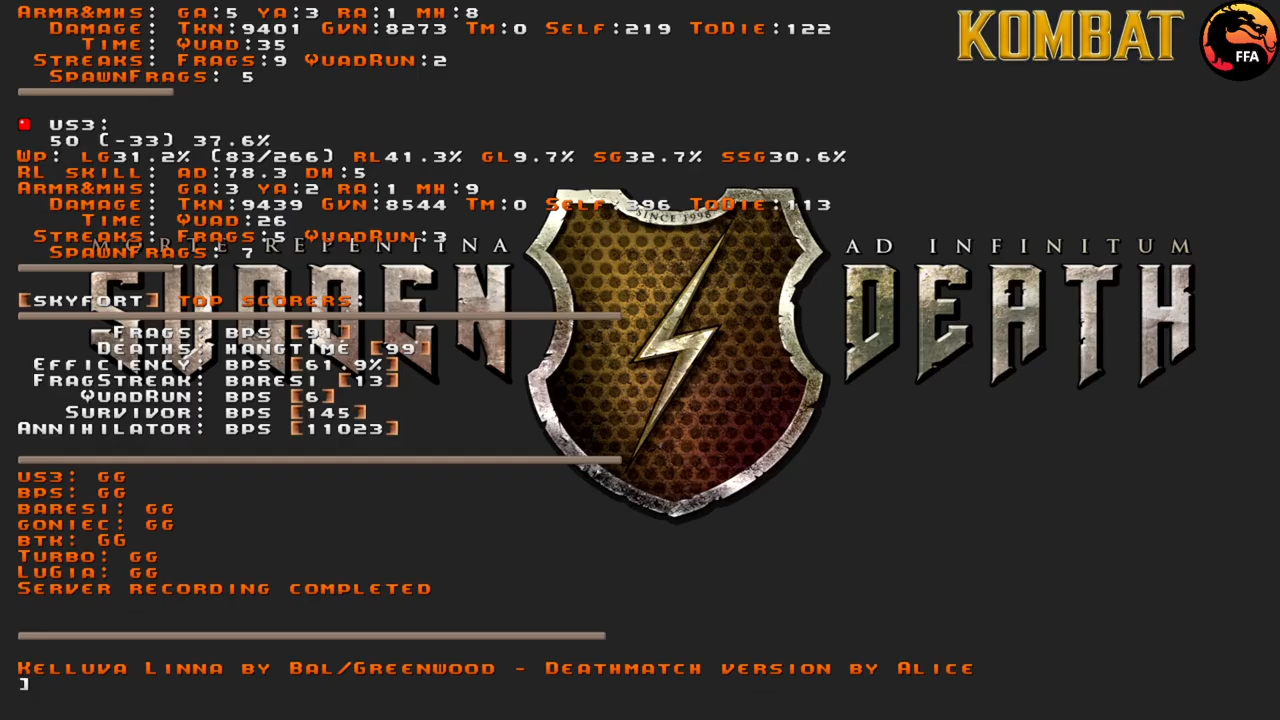 Armr&mhs: GA:5 YA:3 RA:1 MH:8
Damage: Tkn:9401 Gvn:8273 Tm:0 Self:219 ToDie:122
Time: Quad:35
Streaks: Frags:9 QuadRun:2
SpawnFrags: 5
KOMBAT
FFA
us3:
50 (-33) 37.6%
Wp: LG31.2% (83/266) RL41.3% GL9.7% SG32.7% SSG30.6%
RL skill: AD:78.3 DH:5
Armr&mhs: GA:3 YA:2 RA:1 MH:9
Damage: Tkn:9439 Gvn:8544 Tm:0 Self:396 ToDie:113
Time: Quad:26
Streaks: Frags:5 QuadRun:3
SpawnFrags: 7
SINCE 1998
MORTE REPENTINA AD INFINITUM
SUDDEN DEATH
[skyfort] top scorers:
Frags: bps [91]
Deaths: hangtime [99]
Efficiency: bps [61.9%]
FragStreak: baresi [13]
QuadRun: bps [6]
Survivor: bps [145]
Annihilator: bps [11023]
us3: gg
bps: gg
baresi: gg
goniec: gg
btk: GG
Turbo: gg
LuGia: gg
Server recording completed
Kelluva Linna by Bal/Greenwood - Deathmatch version by Alice
]